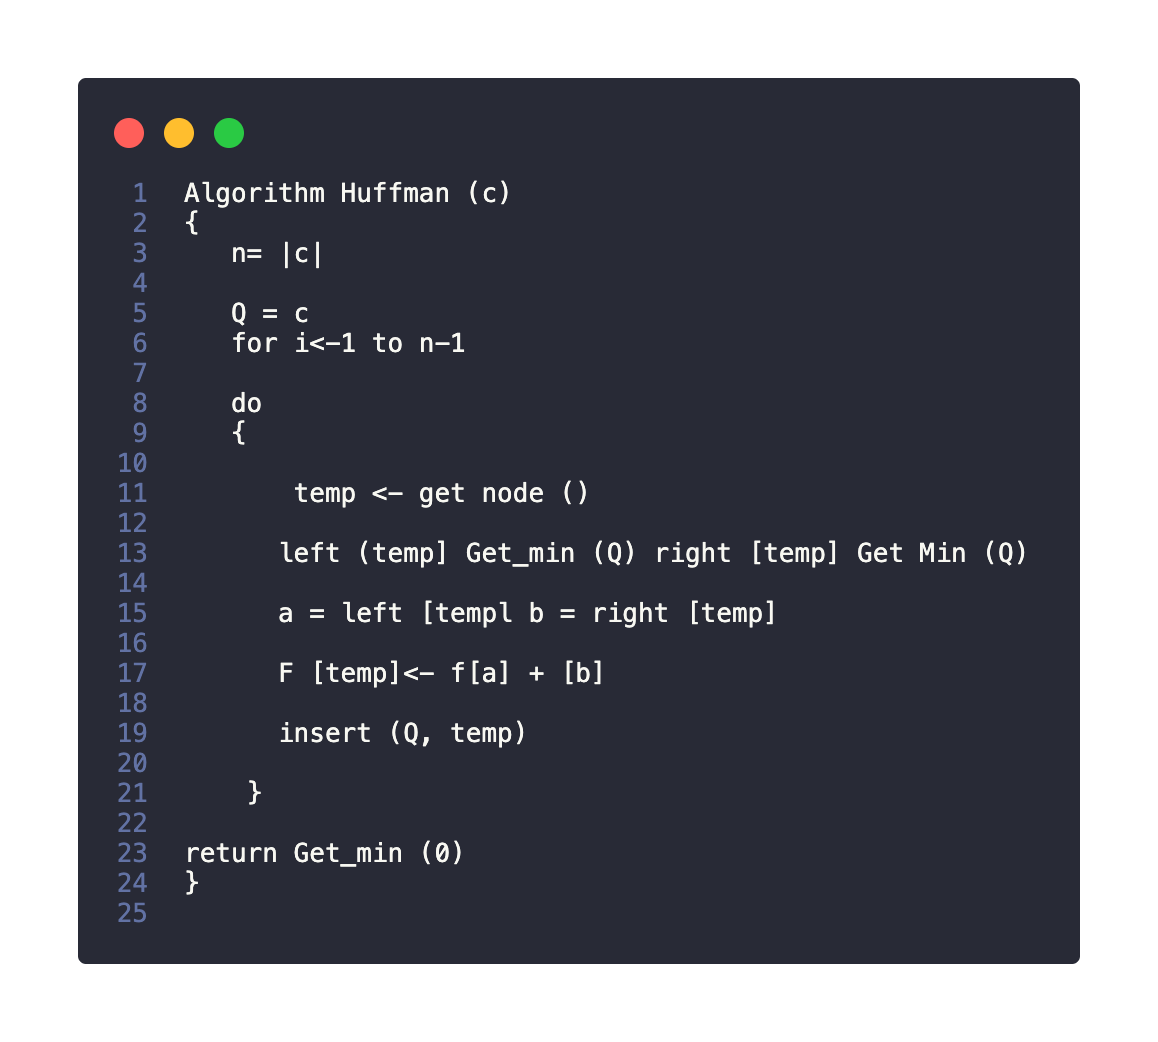 1 Algorithm Huffman (c)
2 {
3 n= |c|
4
5 Q = c
6 for i<-1 to n-1
7
8 do
9 {
10
11 temp <- get node ()
12
13 left (temp] Get_min (Q) right [temp] Get Min (Q)
14
15 a = left [templ b = right [temp]
16
17 F [temp]<- f[a] + [b]
18
19 insert (Q, temp)
20
21 }
22
23 return Get_min (0)
24 }
25